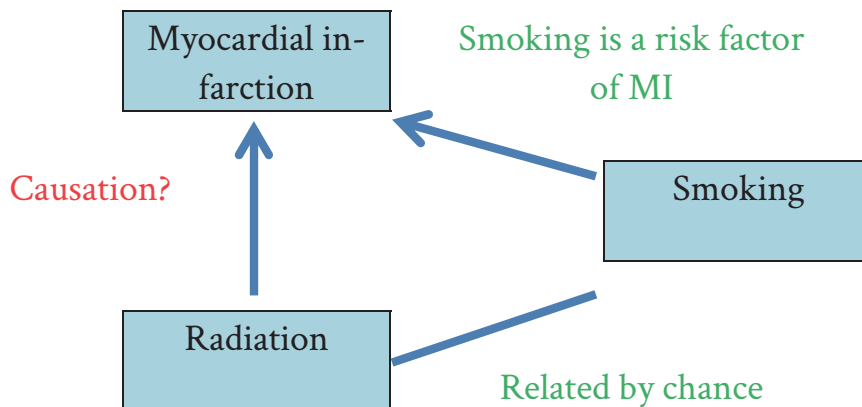 Myocardial in-
farction
Smoking is a risk factor
of MI
Causation?
Smoking
Radiation
Related by chance